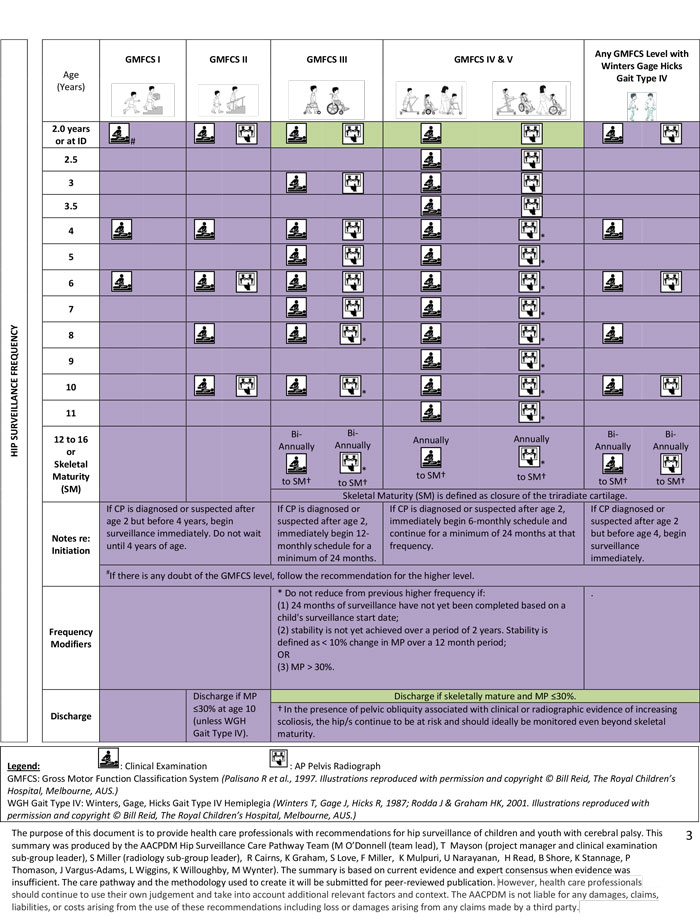 HIP SURVEILLANCE FREQUENCY
Age
(Years)
GMFCS I
GMFCS II
GMFCS III
GMFCS IV & V
Any GMFCS Level with
Winters Gage Hicks
Gait Type IV
2.0 years
or at ID
#
2.5
3
3.5
4
*
5
*
6
*
7
*
8
*
*
9
*
10
*
*
11
*
12 to 16
or
Skeletal
Maturity
(SM)
Bi-
Annually
to SM†
Bi-
Annually
*
to SM†
Annually
to SM†
Annually
*
to SM†
Bi-
Annually
to SM†
Bi-
Annually
to SM†
Skeletal Maturity (SM) is defined as closure of the triradiate cartilage.
Notes re:
Initiation
If CP is diagnosed or suspected after
age 2 but before 4 years, begin
surveillance immediately. Do not wait
until 4 years of age.
If CP is diagnosed or
suspected after age 2,
immediately begin 12-
monthly schedule for a
minimum of 24 months.
If CP is diagnosed or suspected after age 2,
immediately begin 6-monthly schedule and
continue for a minimum of 24 months at that
frequency.
If CP diagnosed or
suspected after age 2
but before age 4, begin
surveillance
immediately.
#If there is any doubt of the GMFCS level, follow the recommendation for the higher level.
Frequency
Modifiers
* Do not reduce from previous higher frequency if:
(1) 24 months of surveillance have not yet been completed based on a
child's surveillance start date;
(2) stability is not yet achieved over a period of 2 years. Stability is
defined as < 10% change in MP over a 12 month period;
OR
(3) MP > 30%.
.
Discharge
Discharge if MP
≤30% at age 10
(unless WGH
Gait Type IV).
Discharge if skeletally mature and MP ≤30%.
† In the presence of pelvic obliquity associated with clinical or radiographic evidence of increasing
scoliosis, the hip/s continue to be at risk and should ideally be monitored even beyond skeletal
maturity.
Legend: : Clinical Examination : AP Pelvis Radiograph
GMFCS: Gross Motor Function Classification System (Palisano R et al., 1997. Illustrations reproduced with permission and copyright © Bill Reid, The Royal Children's
Hospital, Melbourne, AUS.)
WGH Gait Type IV: Winters, Gage, Hicks Gait Type IV Hemiplegia (Winters T, Gage J, Hicks R, 1987; Rodda J & Graham HK, 2001. Illustrations reproduced with
permission and copyright © Bill Reid, The Royal Children's Hospital, Melbourne, AUS.)
The purpose of this document is to provide health care professionals with recommendations for hip surveillance of children and youth with cerebral palsy. This
summary was produced by the AACPDM Hip Surveillance Care Pathway Team (M O'Donnell (team lead), T Mayson (project manager and clinical examination
sub-group leader), S Miller (radiology sub-group leader), R Cairns, K Graham, S Love, F Miller, K Mulpuri, U Narayanan, H Read, B Shore, K Stannage, P
Thomason, J Vargus-Adams, L Wiggins, K Willoughby, M Wynter). The summary is based on current evidence and expert consensus when evidence was
insufficient. The care pathway and the methodology used to create it will be submitted for peer-reviewed publication. However, health care professionals
should continue to use their own judgement and take into account additional relevant factors and context. The AACPDM is not liable for any damages, claims,
liabilities, or costs arising from the use of these recommendations including loss or damages arising from any claims made by a third party.
3